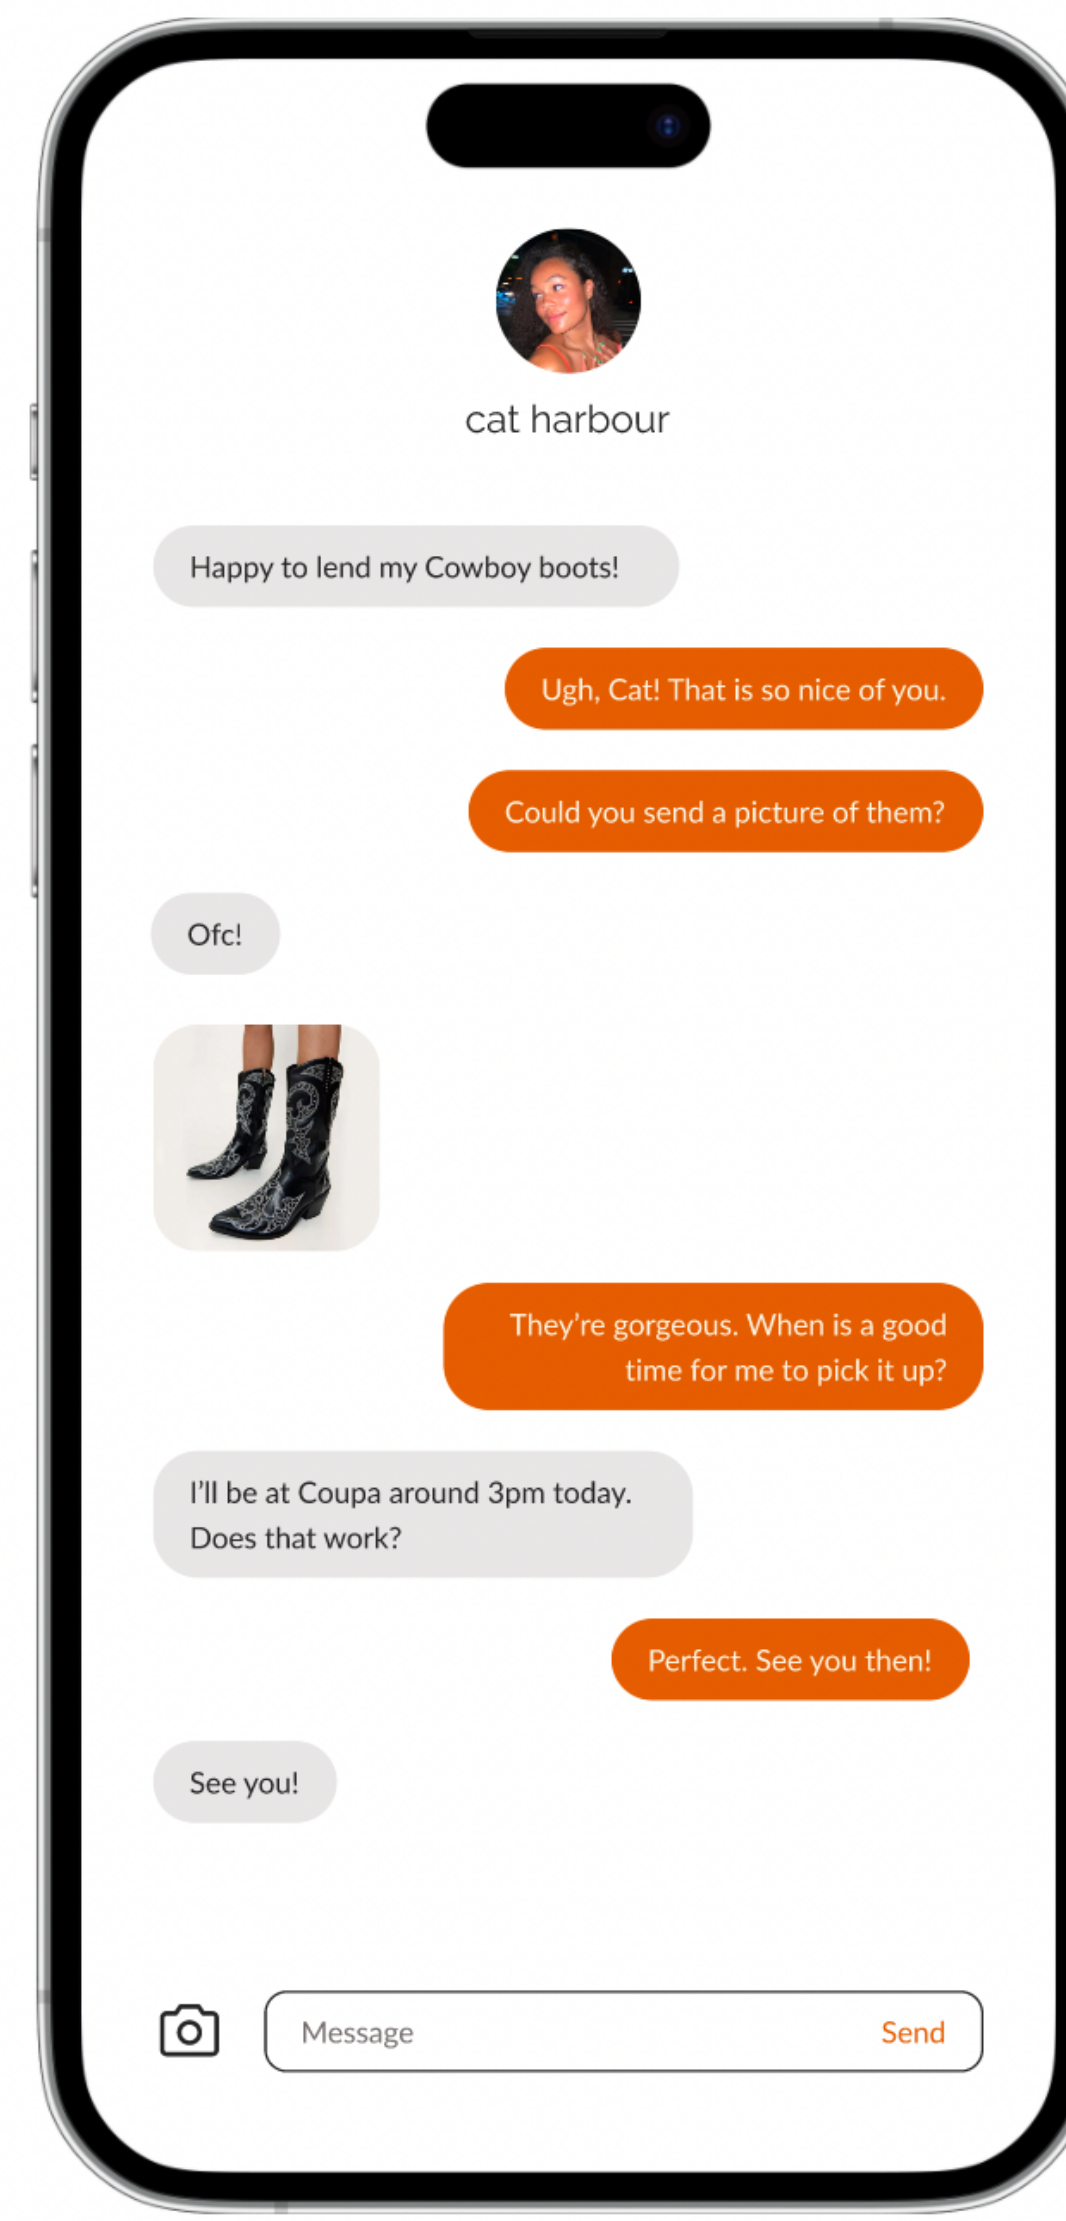 cat harbour
Happy to lend my Cowboy boots!
Ugh, Cat! That is so nice of you.
Could you send a picture of them?
Ofc!
They’re gorgeous. When is a good
time for me to pick it up?
I’ll be at Coupa around 3pm today.
Does that work?
Perfect. See you then!
See you!
Message Send